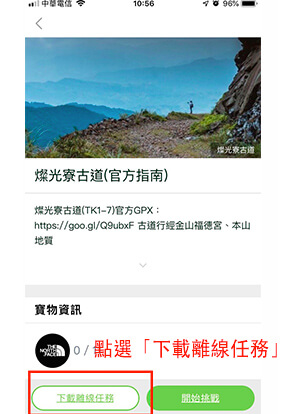 中華電信 10:56 96%
燦光寮古道
燦光寮古道(官方指南)
燦光寮古道(TK1-7)官方GPX：
https://goo.gl/Q9ubxF 古道行經金山福德宮、本山
地質
寶物資訊
THE
NORTH
FACE
0 /
點選「下載離線任務」
下載離線任務 開始挑戰